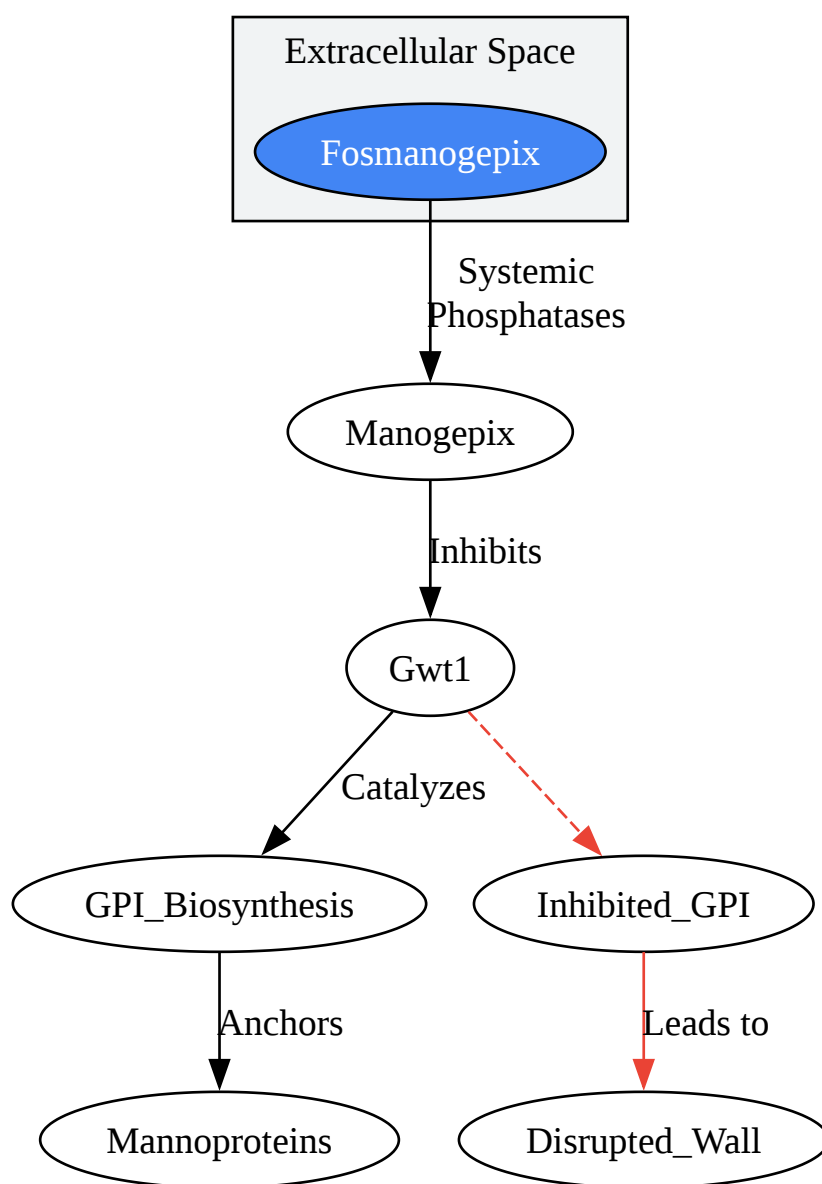 Extracellular Space
Fosmanogepix
Systemic
Phosphatases
Manogepix
Inhibits
Gwt1
Catalyzes
GPI_Biosynthesis
Inhibited_GPI
Anchors
Leads to
Mannoproteins
Disrupted_Wall